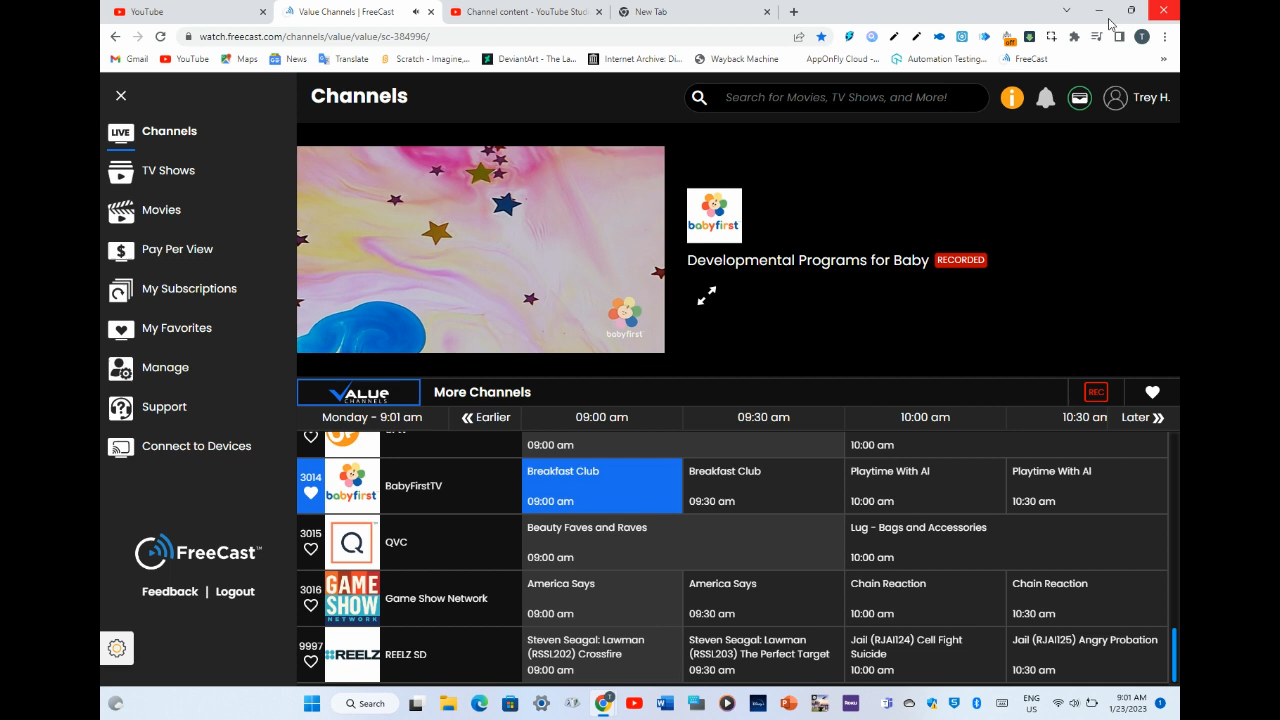 YouTube
Value Channels | FreeCast
Channel content - YouTube Stud
New Tab
watch.freecast.com/channels/value/value/sc-384996/
off
T
Gmail
YouTube
Maps
News
Translate
Scratch - Imagine,...
DeviantArt - The La...
Internet Archive: Di...
Wayback Machine
AppOnFly Cloud -...
Automation Testing...
FreeCast
Channels
Search for Movies, TV Shows, and More!
Trey H.
LIVE Channels
TV Shows
Movies
Pay Per View
My Subscriptions
My Favorites
Manage
Support
Connect to Devices
FreeCast™
Feedback | Logout
babyfirst
babyfirst
Developmental Programs for Baby RECORDED
VALUE CHANNELS
More Channels
REC
Monday - 9:01 am
Earlier
09:00 am
09:30 am
10:00 am
10:30 am
Later
09:00 am
10:00 am
3014
babyfirst
BabyFirstTV
Breakfast Club
09:00 am
Breakfast Club
09:30 am
Playtime With Al
10:00 am
Playtime With Al
10:30 am
3015
Q
QVC
Beauty Faves and Raves
09:00 am
Lug - Bags and Accessories
10:00 am
3016
GAME SHOW NETWORK
Game Show Network
America Says
09:00 am
America Says
09:30 am
Chain Reaction
10:00 am
Chain Reaction
10:30 am
9997
REELZ
REELZ SD
Steven Seagal: Lawman
(RSSL202) Crossfire
09:00 am
Steven Seagal: Lawman
(RSSL203) The Perfect Target
09:30 am
Jail (RJAI124) Cell Fight
Suicide
10:00 am
Jail (RJAI125) Angry Probation
10:30 am
Search
ENG
US
9:01 AM
1/23/2023